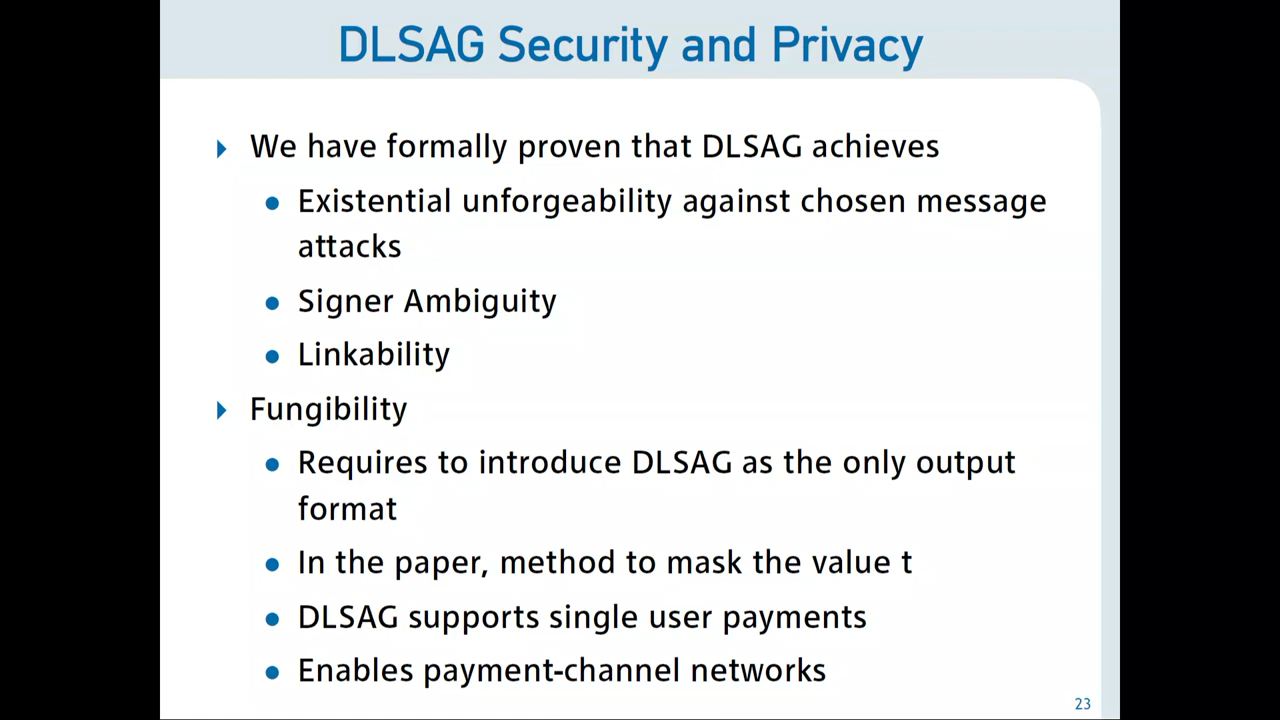 DLSAG Security and Privacy
We have formally proven that DLSAG achieves
Existential unforgeability against chosen message
attacks
Signer Ambiguity
Linkability
Fungibility
Requires to introduce DLSAG as the only output
format
In the paper, method to mask the value t
DLSAG supports single user payments
Enables payment-channel networks
23